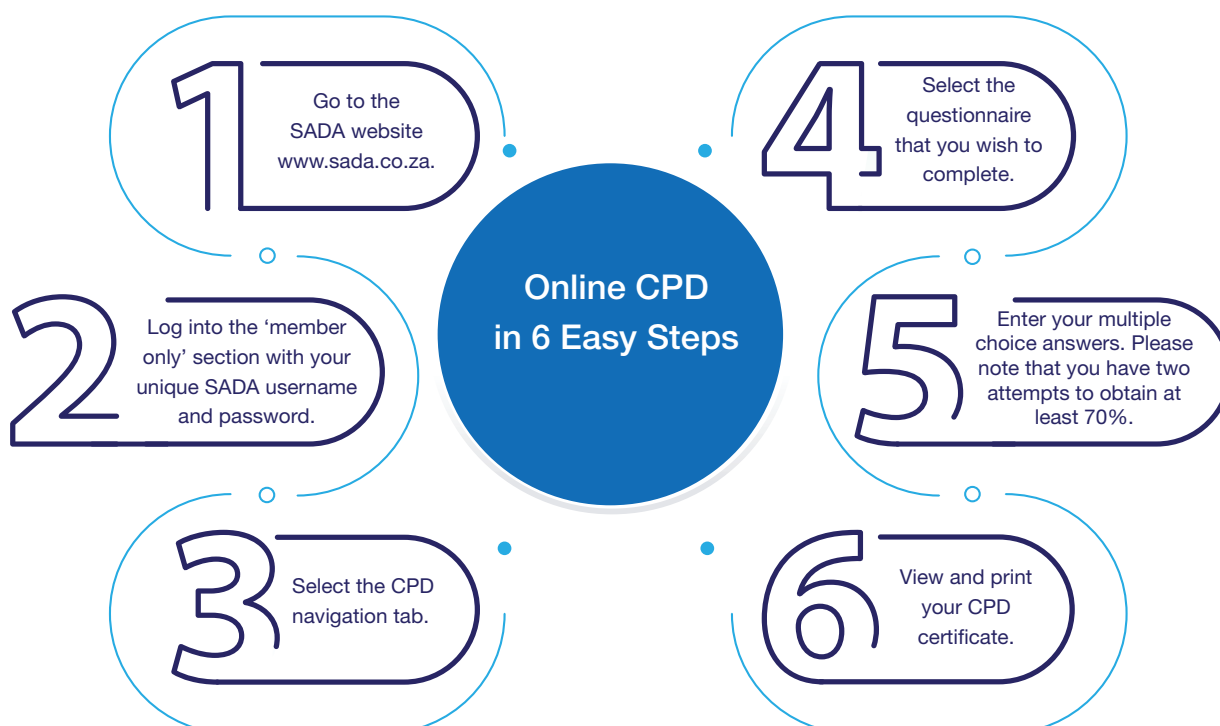 Online CPD
in 6 Easy Steps
1
Go to the
SADA website
www.sada.co.za.
2
Log into the ‘member
only’ section with your
unique SADA username
and password.
3
Select the CPD
navigation tab.
4
Select the
questionnaire
that you wish to
complete.
5
Enter your multiple
choice answers. Please
note that you have two
attempts to obtain at
least 70%.
6
View and print
your CPD
certificate.